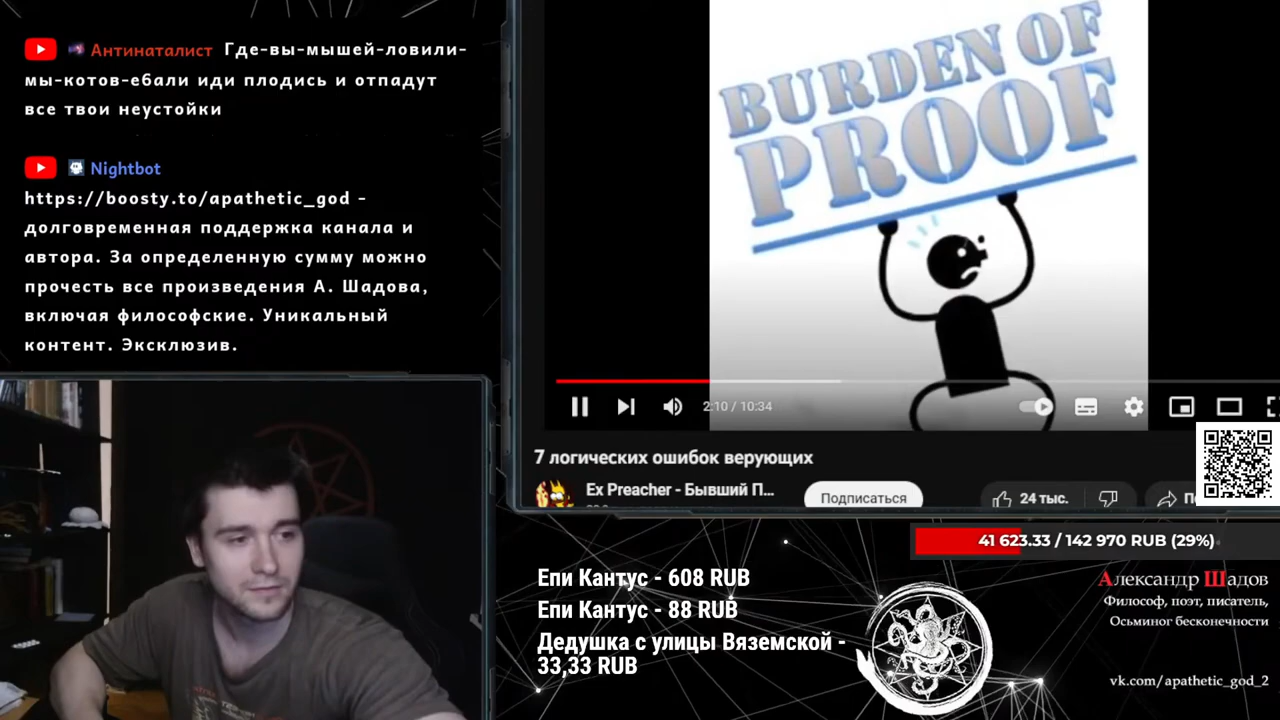 Антинаталист Где-вы-мышей-ловили-
мы-котов-ебали иди плодись и отпадут
все твои неустойки
Nightbot
https://boosty.to/apathetic_god -
долговременная поддержка канала и
автора. За определенную сумму можно
прочесть все произведения А. Шадова,
включая философские. Уникальный
контент. Эксклюзив.
BURDEN OF
PROOF
2:10 / 10:34
7 логических ошибок верующих
Ex Preacher - Бывший П...
Подписаться
24 тыс.
41 623.33 / 142 970 RUB (29%)
Епи Кантус - 608 RUB
Епи Кантус - 88 RUB
Дедушка с улицы Вяземской -
33,33 RUB
Александр Шадов
Философ, поэт, писатель,
Осьминог бесконечности
vk.com/apathetic_god_2